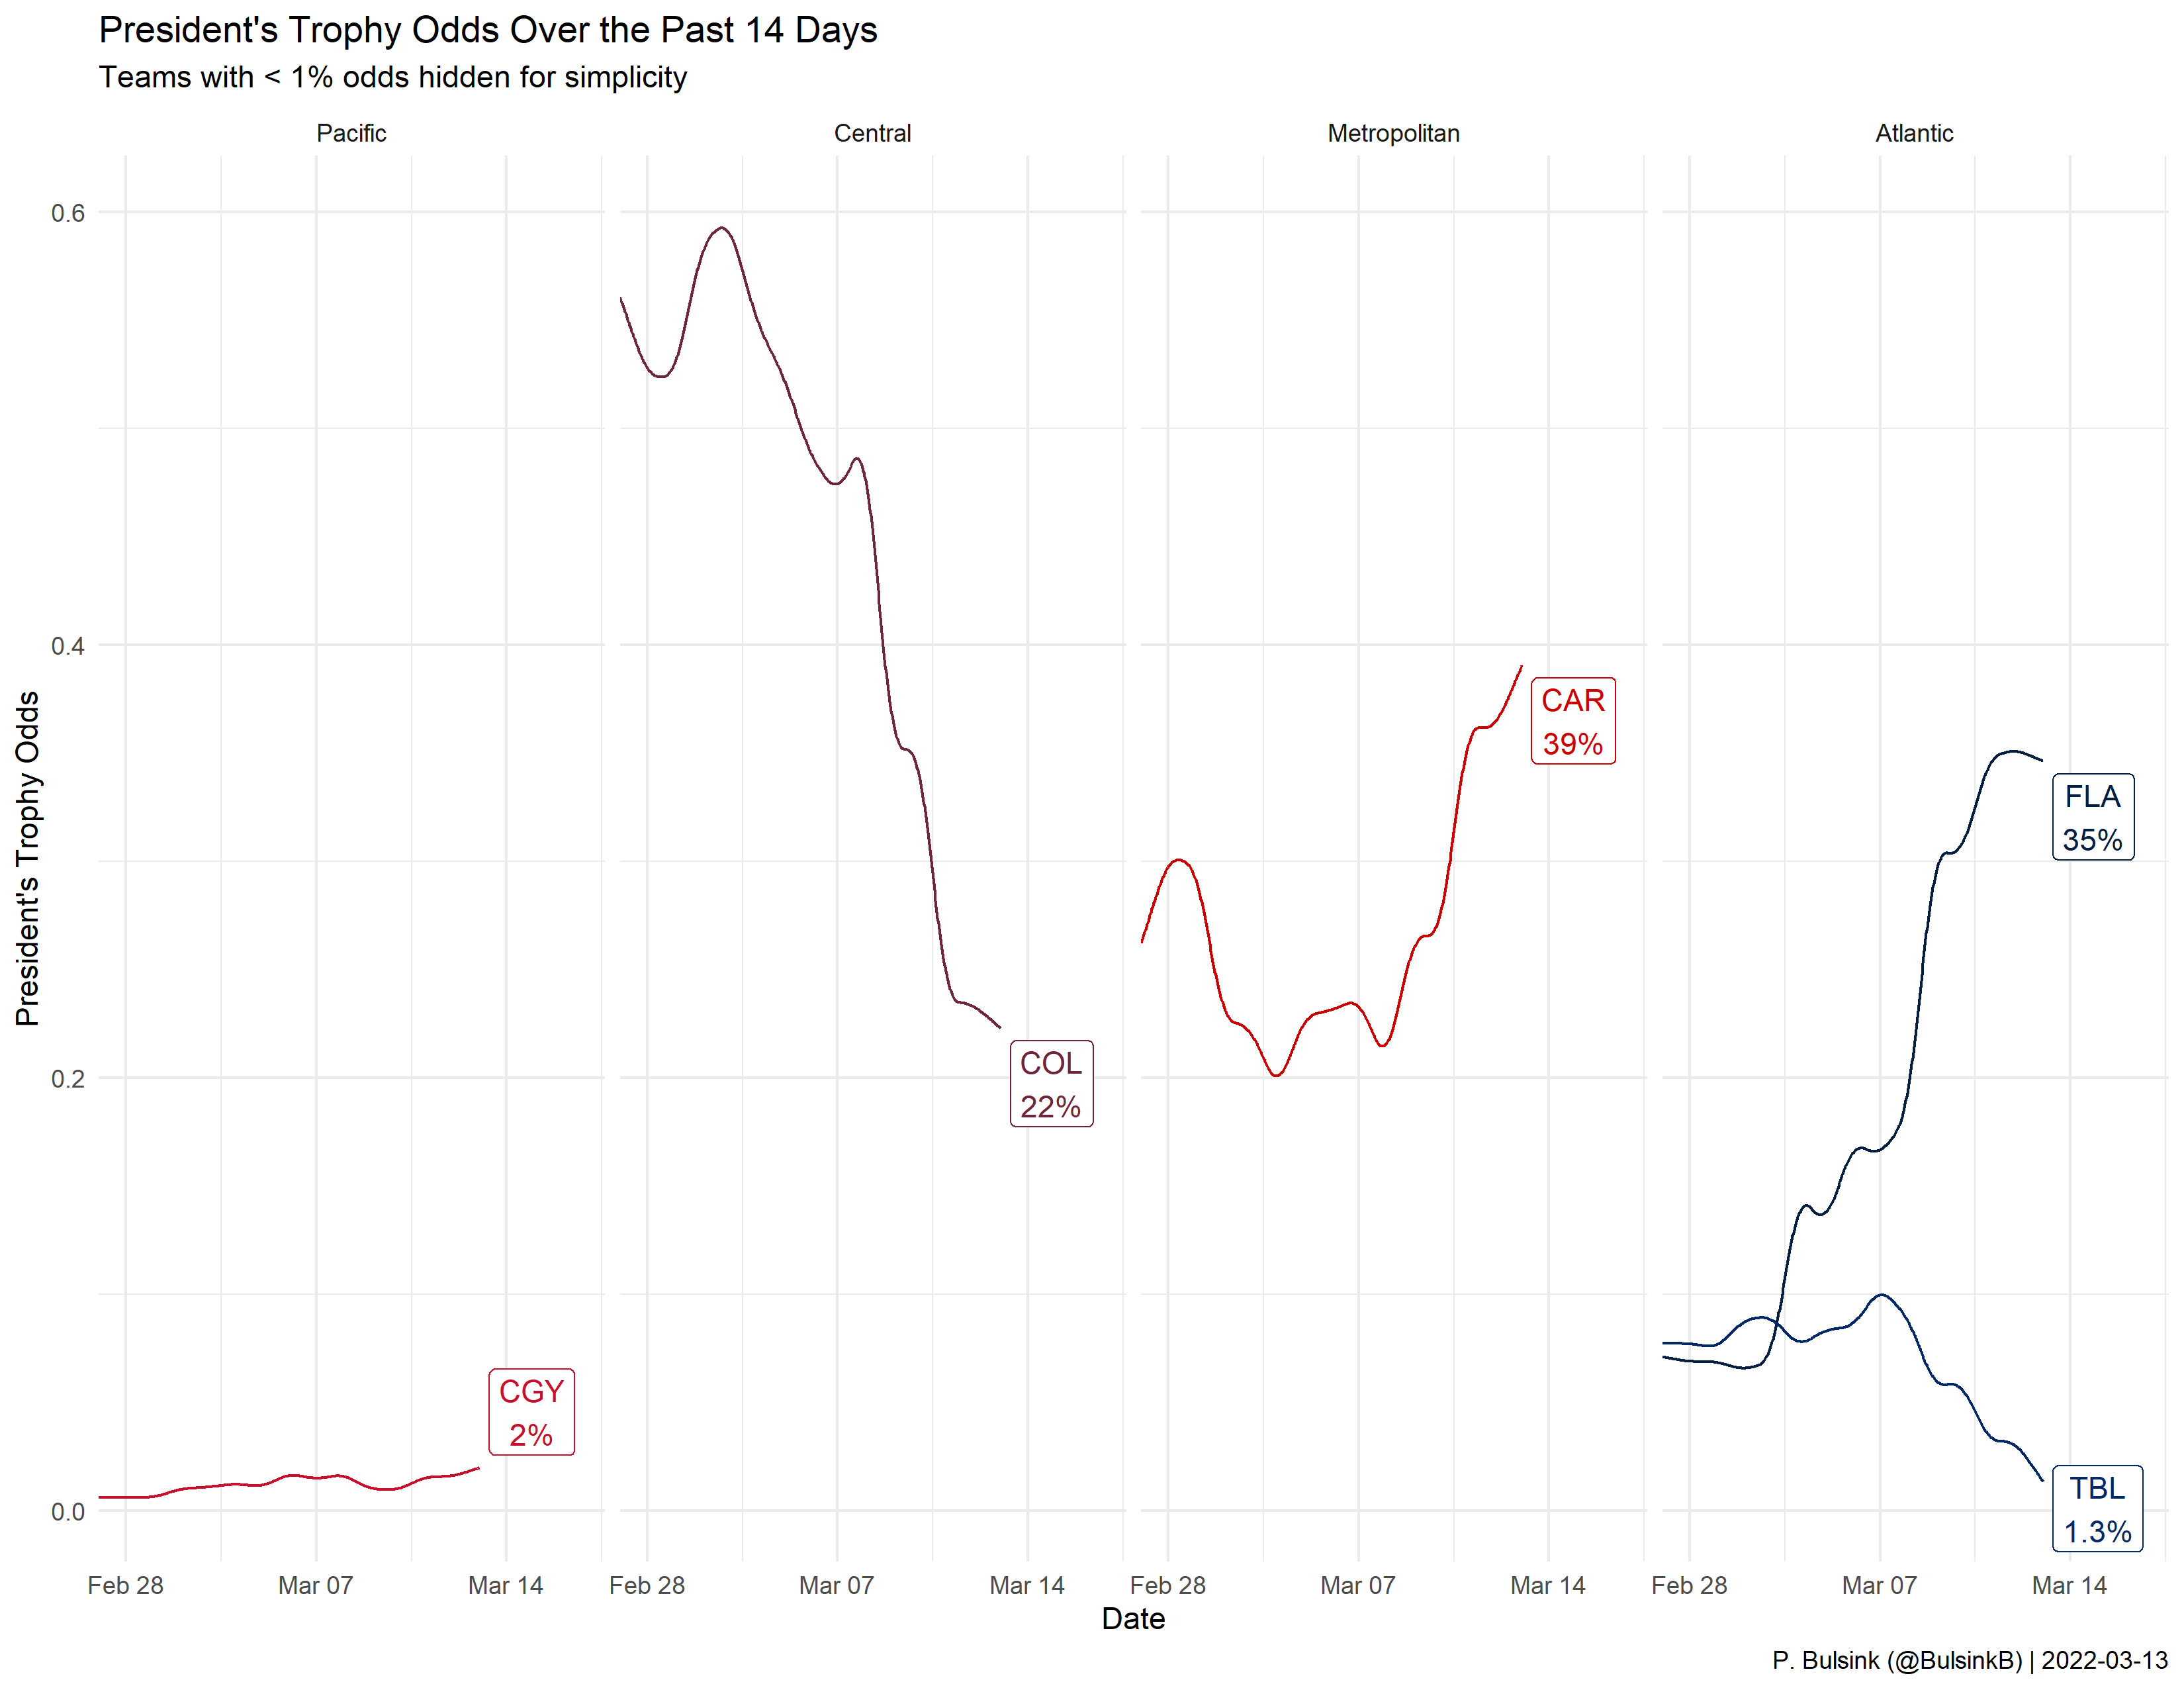 President's Trophy Odds Over the Past 14 Days
Teams with < 1% odds hidden for simplicity
Pacific
Central
Metropolitan
Atlantic
President's Trophy Odds
0.6
0.4
0.2
0.0
CGY
2%
COL
22%
CAR
39%
FLA
35%
TBL
1.3%
Feb 28
Mar 07
Mar 14
Feb 28
Mar 07
Mar 14
Feb 28
Mar 07
Mar 14
Feb 28
Mar 07
Mar 14
Date
P. Bulsink (@BulsinkB) | 2022-03-13